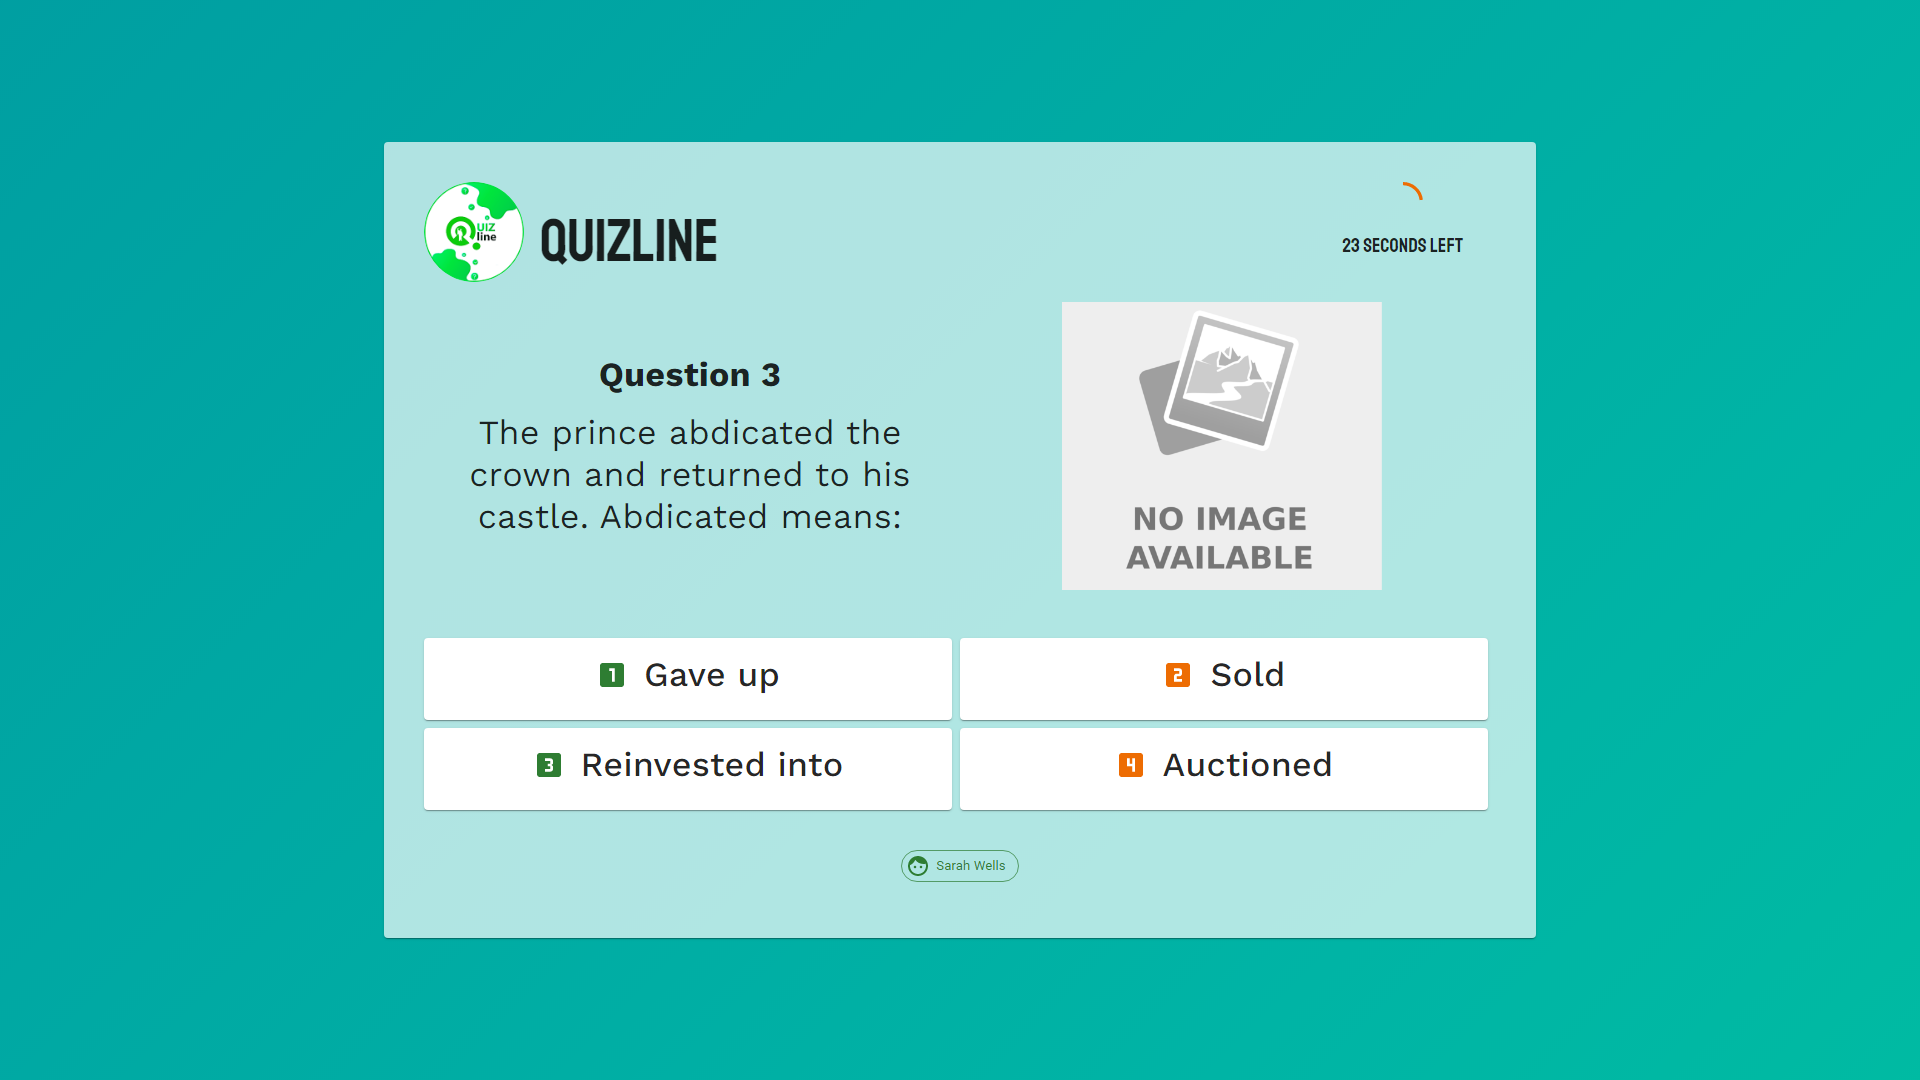 UIZ
line
QUIZLINE
23 SECONDS LEFT
Question 3
The prince abdicated the
crown and returned to his
castle. Abdicated means:
NO IMAGE
AVAILABLE
1 Gave up
2 Sold
3 Reinvested into
4 Auctioned
Sarah Wells